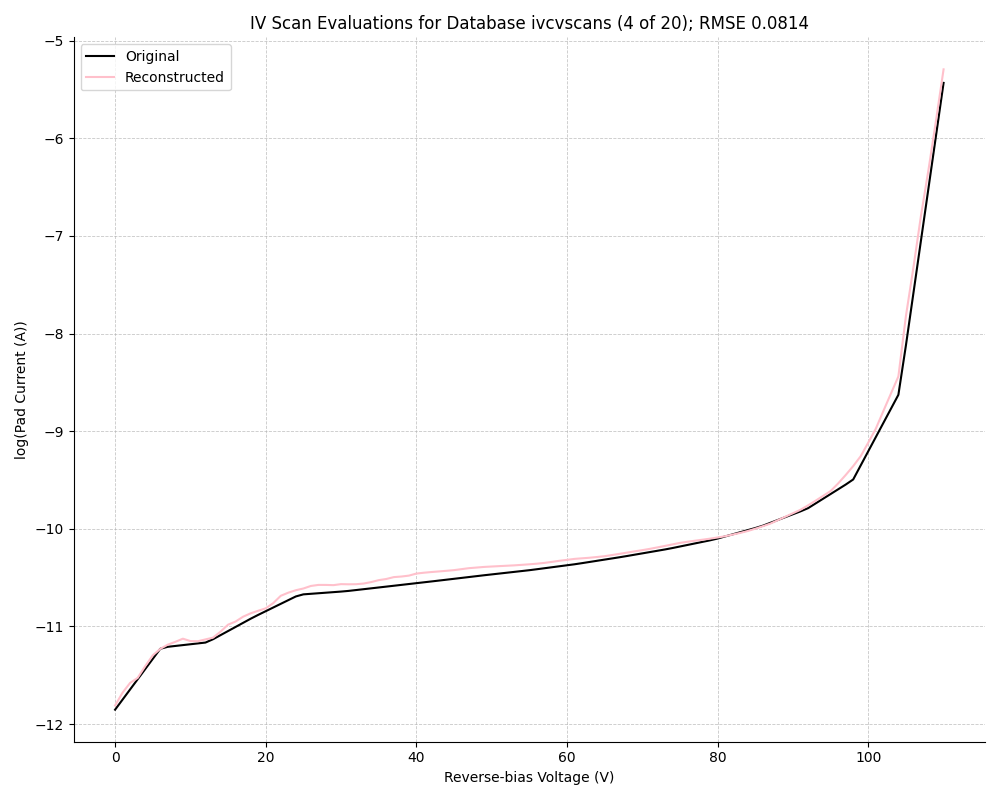 IV Scan Evaluations for Database ivcvscans (4 of 20); RMSE 0.0814
Original
Reconstructed
−5
−6
−7
−8
−9
−10
−11
−12
log(Pad Current (A))
0
20
40
60
80
100
Reverse-bias Voltage (V)